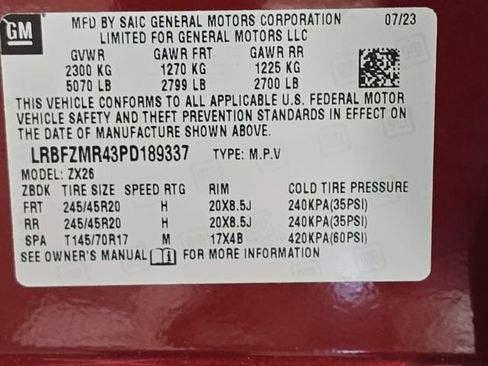 GM
MFD BY SAIC GENERAL MOTORS CORPORATION 07/23
LIMITED FOR GENERAL MOTORS LLC
GVWR GAWR FRT GAWR RR
2300 KG 1270 KG 1225 KG
5070 LB 2799 LB 2700 LB
THIS VEHICLE CONFORMS TO ALL APPLICABLE U.S. FEDERAL MOTOR
VEHICLE SAFETY AND THEFT PREVENTION STANDARDS IN EFFECT ON
THE DATE OF MANUFACTURE SHOWN ABOVE.
LRBFZMR43PD189337 TYPE: M.P.V
MODEL: ZX26
ZBDK TIRE SIZE SPEED RTG RIM COLD TIRE PRESSURE
FRT 245/45R20 H 20X8.5J 240KPA(35PSI)
RR 245/45R20 H 20X8.5J 240KPA(35PSI)
SPA T145/70R17 M 17X4B 420KPA(60PSI)
SEE OWNER'S MANUAL FOR MORE INFORMATION